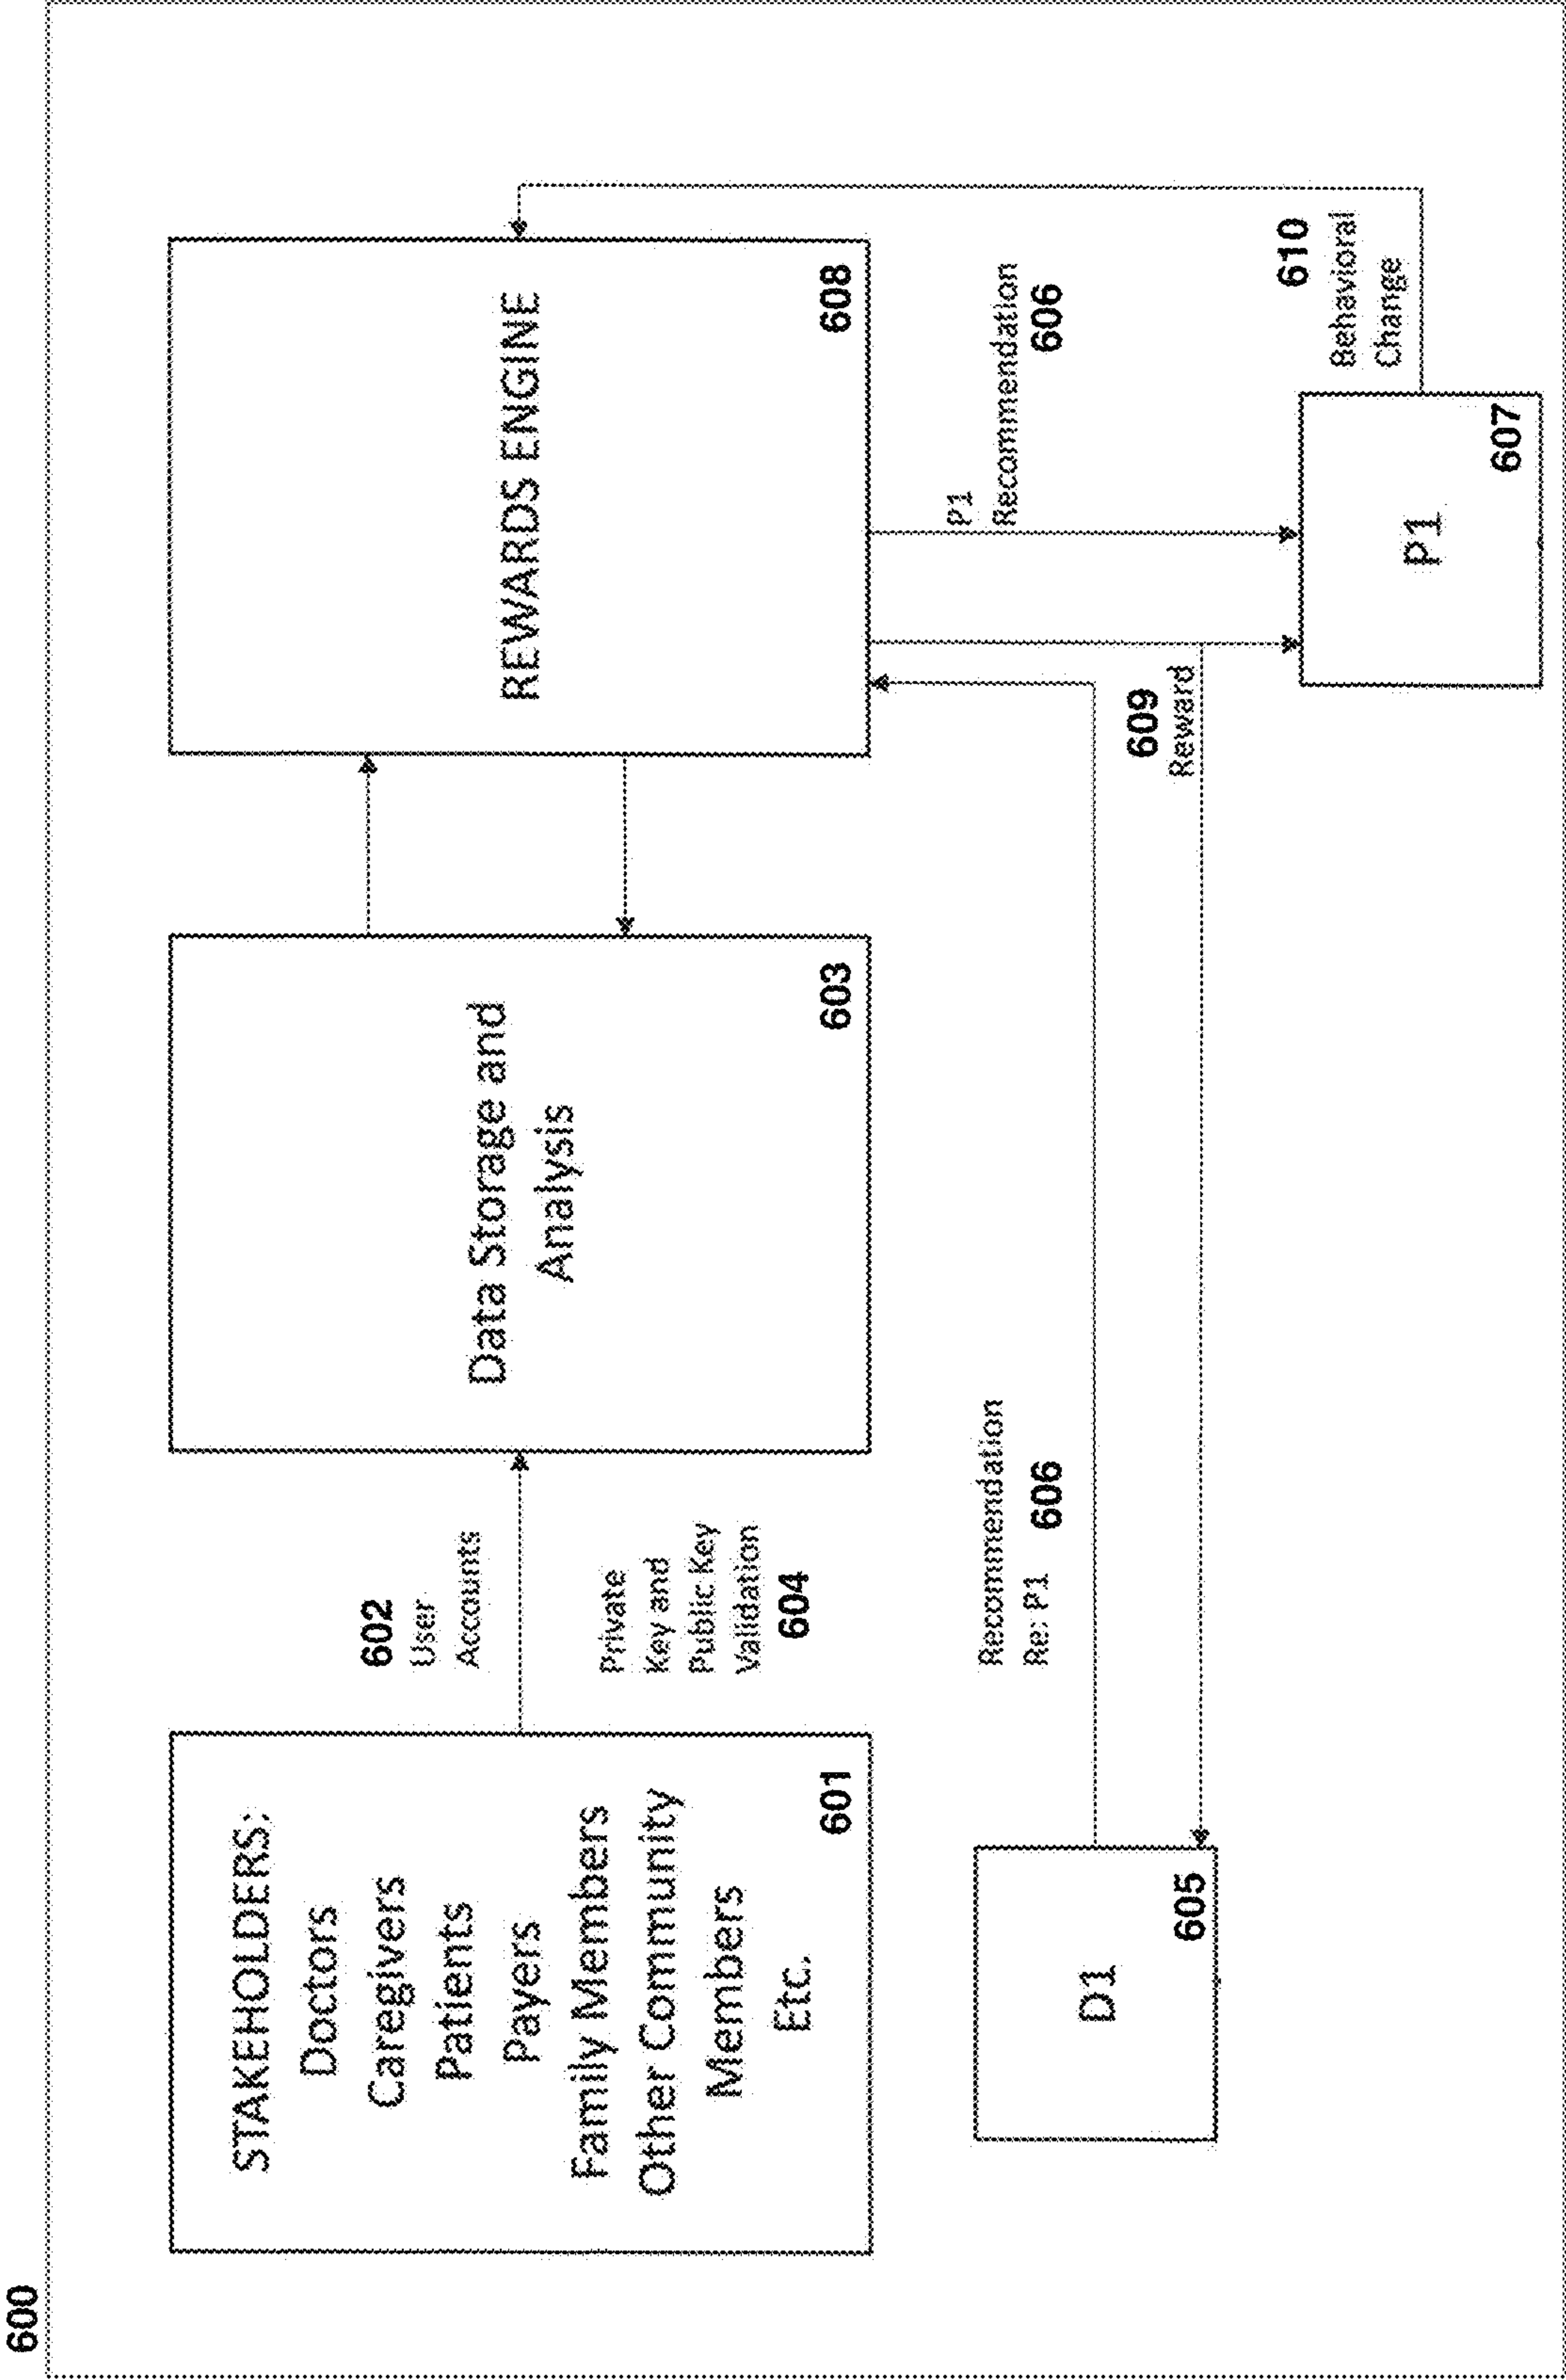 600
STAKEHOLDERS:
Doctors
Caregivers
Patients
Payers
Family Members
Other Community
Members
Etc.
601
602
User
Accounts
Private
Key and
Public Key
Validation
604
Data Storage and
Analysis
603
REWARDS ENGINE
608
D1
605
Recommendation
Re: P1 606
609
Reward
P1
Recommendation
606
P1
607
610
Behavioral
Change